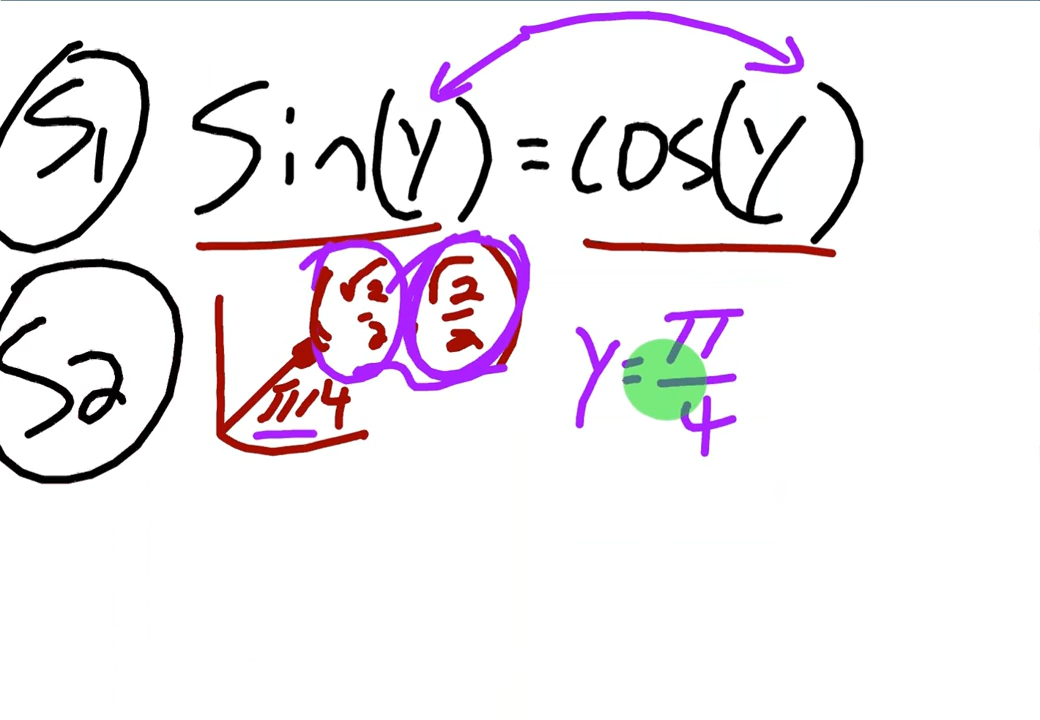 S1 Sin(y) = cos(y)
S2 (√2/2, √2/2)
π/4
y = π/4